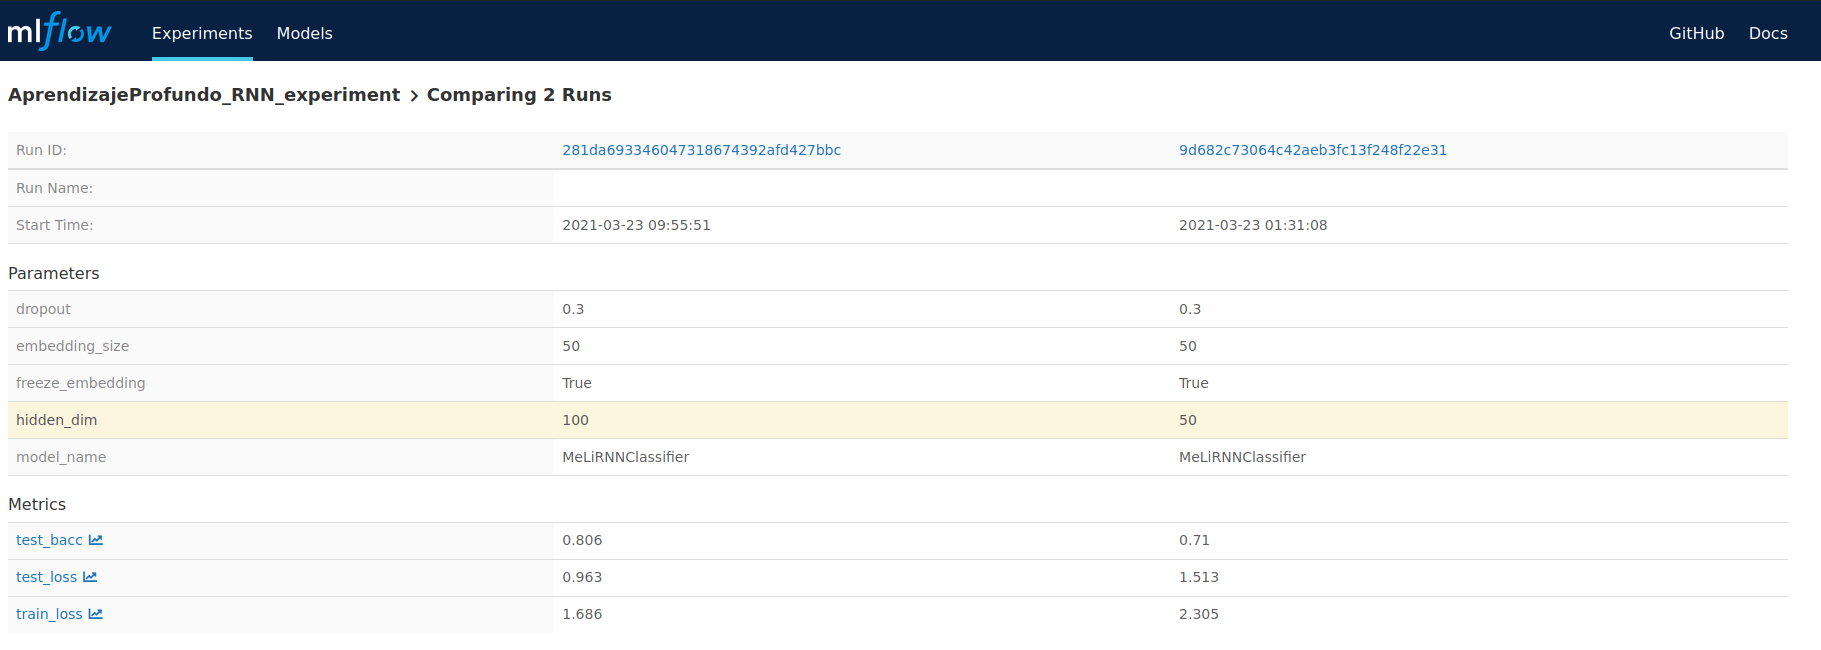 mlflow Experiments Models GitHub Docs
AprendizajeProfundo_RNN_experiment > Comparing 2 Runs
Run ID: 281da693346047318674392afd427bbc 9d682c73064c42aeb3fc13f248f22e31
Run Name:
Start Time: 2021-03-23 09:55:51 2021-03-23 01:31:08
Parameters
dropout 0.3 0.3
embedding_size 50 50
freeze_embedding True True
hidden_dim 100 50
model_name MeLiRNNClassifier MeLiRNNClassifier
Metrics
test_bacc 0.806 0.71
test_loss 0.963 1.513
train_loss 1.686 2.305